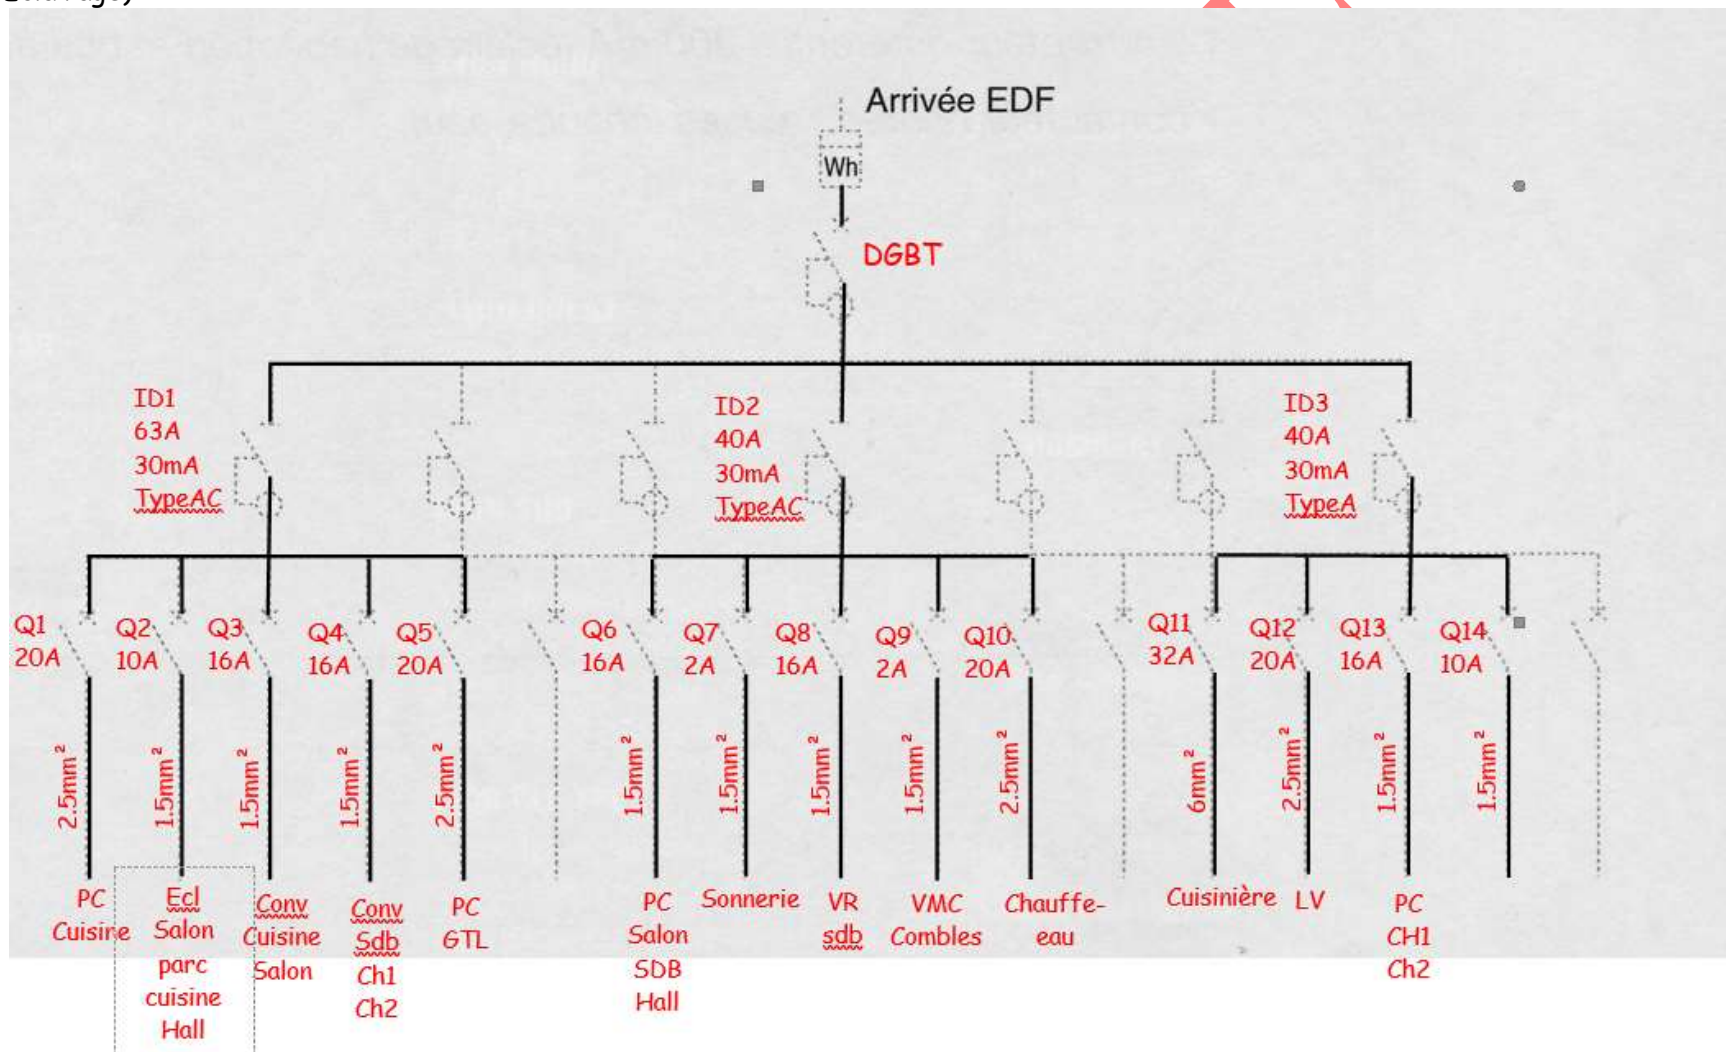 Arrivée EDF
Wh
DGBT
ID1
63A
30mA
TypeAC
ID2
40A
30mA
TypeAC
ID3
40A
30mA
TypeA
Q1
20A
Q2
10A
Q3
16A
Q4
16A
Q5
20A
Q6
16A
Q7
2A
Q8
16A
Q9
2A
Q10
20A
Q11
32A
Q12
20A
Q13
16A
Q14
10A
2.5mm²
1.5mm²
1.5mm²
1.5mm²
2.5mm²
1.5mm²
1.5mm²
1.5mm²
1.5mm²
2.5mm²
6mm²
2.5mm²
1.5mm²
1.5mm²
PC
Cuisine
Ecl
Salon
parc
cuisine
Hall
Conv
Cuisine
Salon
Conv
Sdb
Ch1
Ch2
PC
GTL
PC
Salon
SDB
Hall
Sonnerie
VR
sdb
VMC
Combles
Chauffe-
eau
Cuisinière
LV
PC
CH1
Ch2